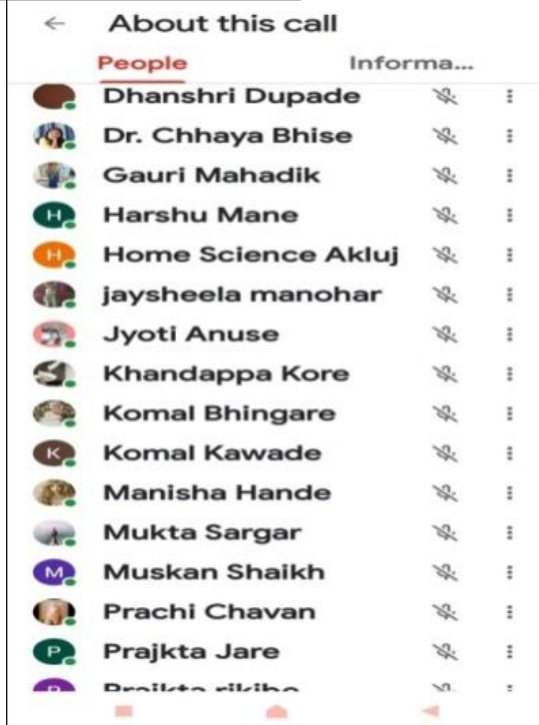 About this call
People Informa...
Dhanshri Dupade
Dr. Chhaya Bhise
Gauri Mahadik
H Harshu Mane
H Home Science Akluj
jaysheela manohar
Jyoti Anuse
Khandappa Kore
Komal Bhingare
K Komal Kawade
Manisha Hande
Mukta Sargar
M Muskan Shaikh
Prachi Chavan
P Prajkta Jare